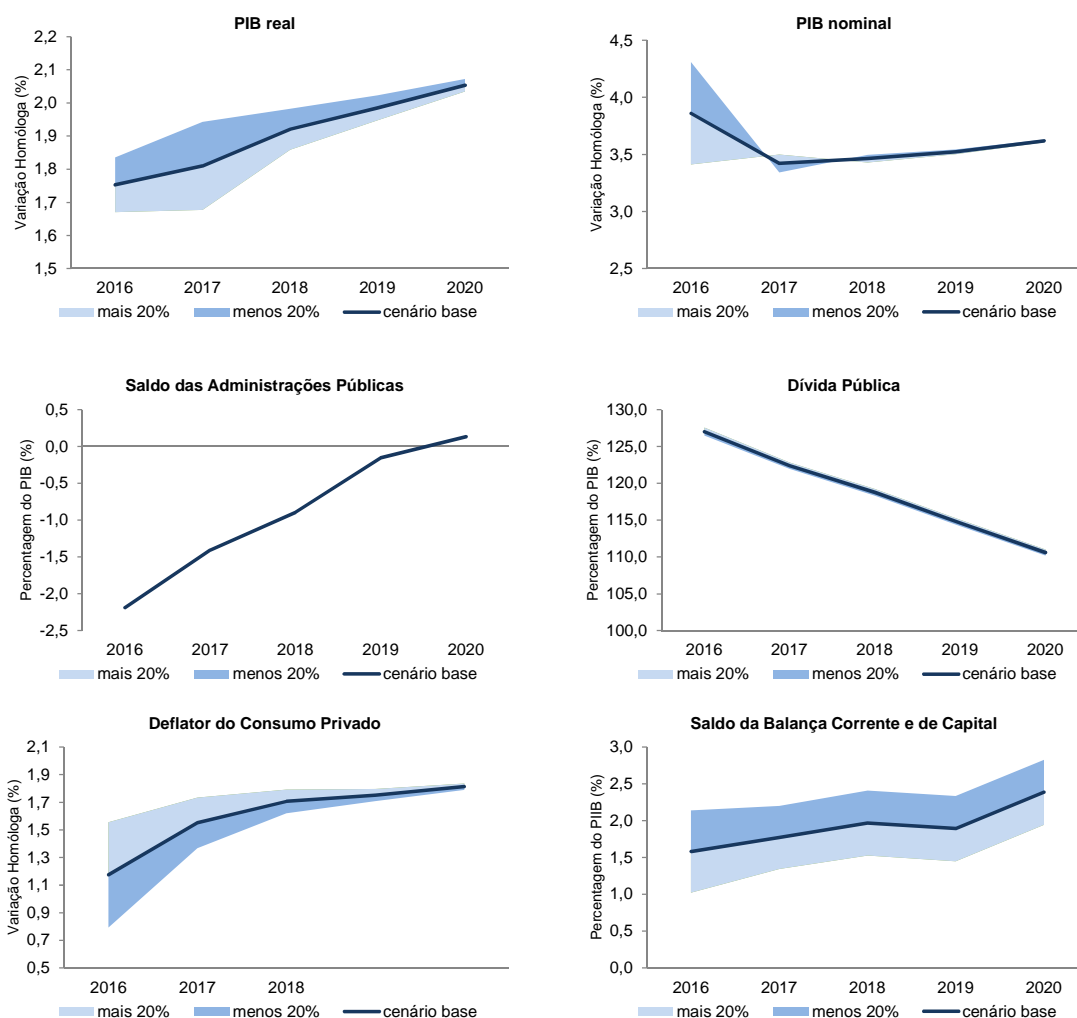 PIB real
Variação Homóloga (%)
2,2
2,1
2,0
1,9
1,8
1,7
1,6
1,5
2016 2017 2018 2019 2020
mais 20% menos 20% cenário base
PIB nominal
Variação Homóloga (%)
4,5
4,0
3,5
3,0
2,5
2016 2017 2018 2019 2020
mais 20% menos 20% cenário base
Saldo das Administrações Públicas
Percentagem do PIB (%)
0,5
0,0
-0,5
-1,0
-1,5
-2,0
-2,5
2016 2017 2018 2019 2020
mais 20% menos 20% cenário base
Dívida Pública
Percentagem do PIB (%)
130,0
125,0
120,0
115,0
110,0
105,0
100,0
2016 2017 2018 2019 2020
mais 20% menos 20% cenário base
Deflator do Consumo Privado
Variação Homóloga (%)
2,1
1,9
1,7
1,5
1,3
1,1
0,9
0,7
0,5
2016 2017 2018
mais 20% menos 20% cenário base
Saldo da Balança Corrente e de Capital
Percentagem do PIIB (%)
3,0
2,5
2,0
1,5
1,0
0,5
0,0
2016 2017 2018 2019 2020
mais 20% menos 20% cenário base